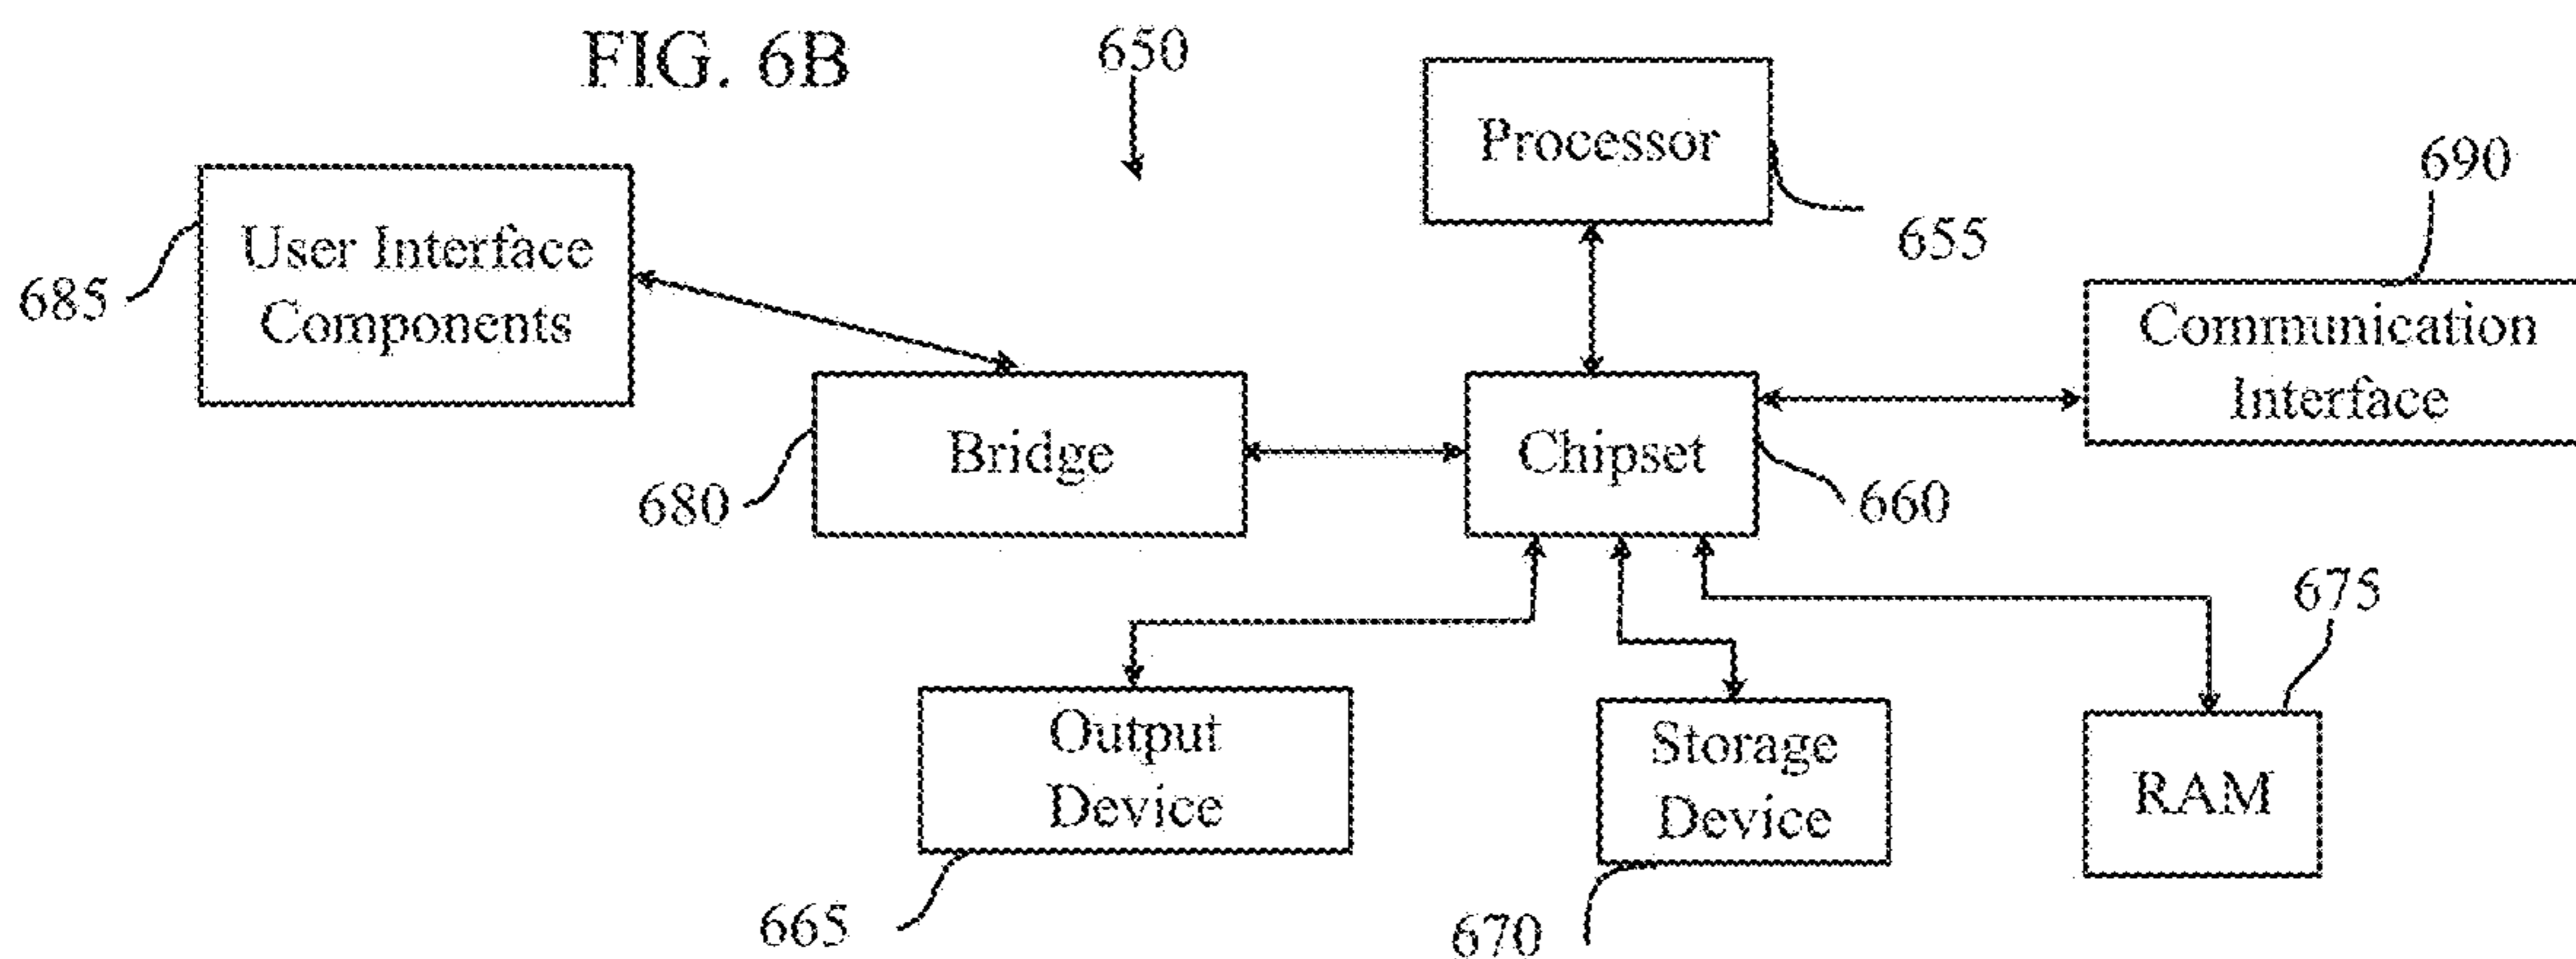 FIG. 6B
650
Processor
690
655
User Interface
Components
685
Communication
Interface
Bridge
Chipset
680
660
675
Output
Device
Storage
Device
RAM
665
670